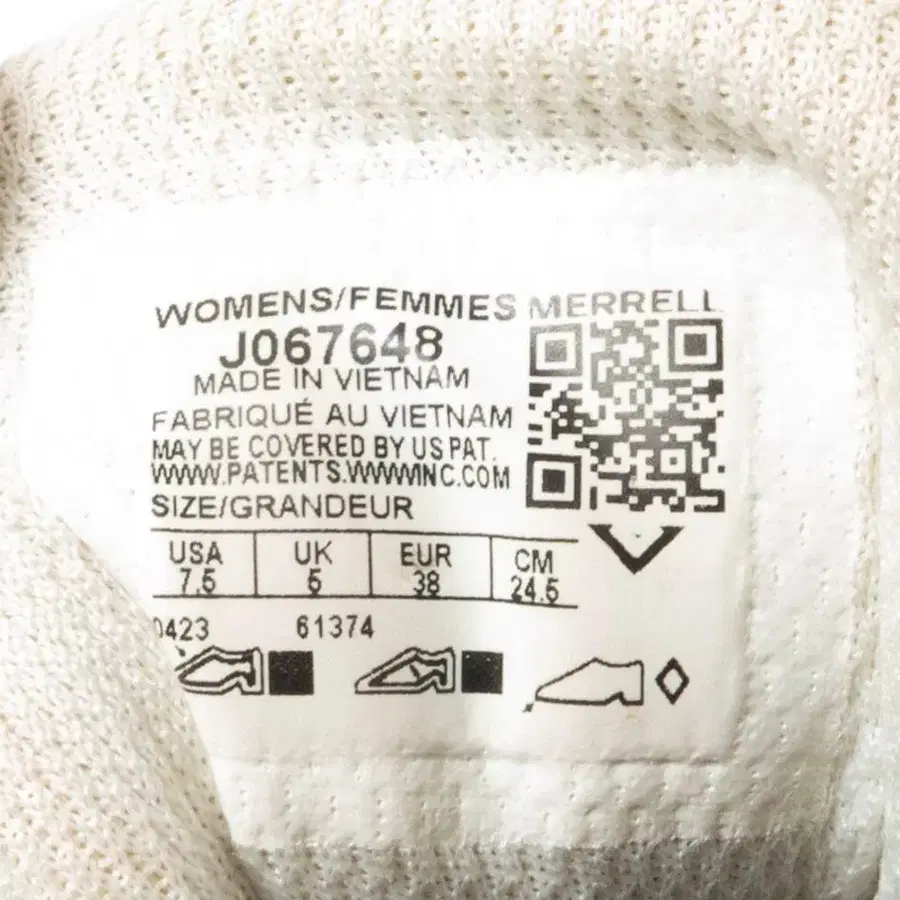 WOMENS/FEMMES MERRELL
J067648
MADE IN VIETNAM
FABRIQUÉ AU VIETNAM
MAY BE COVERED BY US PAT.
WWW.PATENTS.WWWINC.COM
SIZE/GRANDEUR
USA UK EUR CM
7.5 5 38 24.5
0423 61374